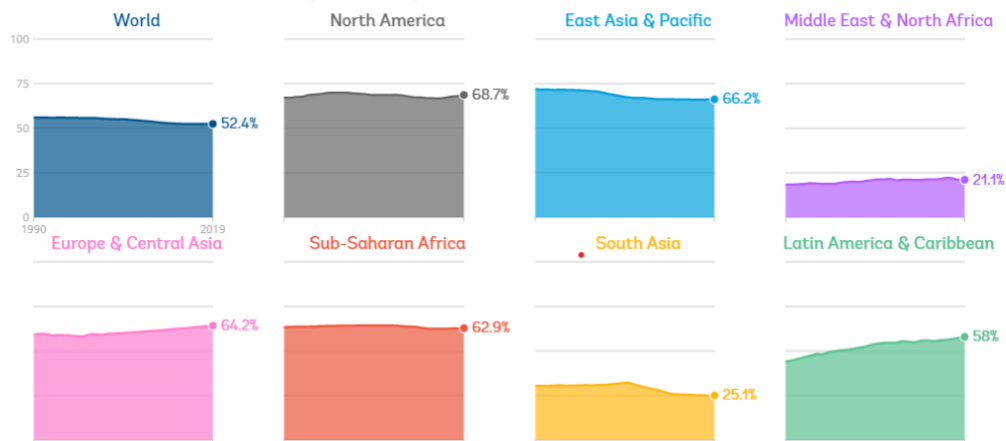 World
North America
East Asia & Pacific
Middle East & North Africa
100
75
50
25
0
52.4%
68.7%
66.2%
21.1%
1990
2019
Europe & Central Asia
Sub-Saharan Africa
South Asia
Latin America & Caribbean
64.2%
62.9%
25.1%
58%